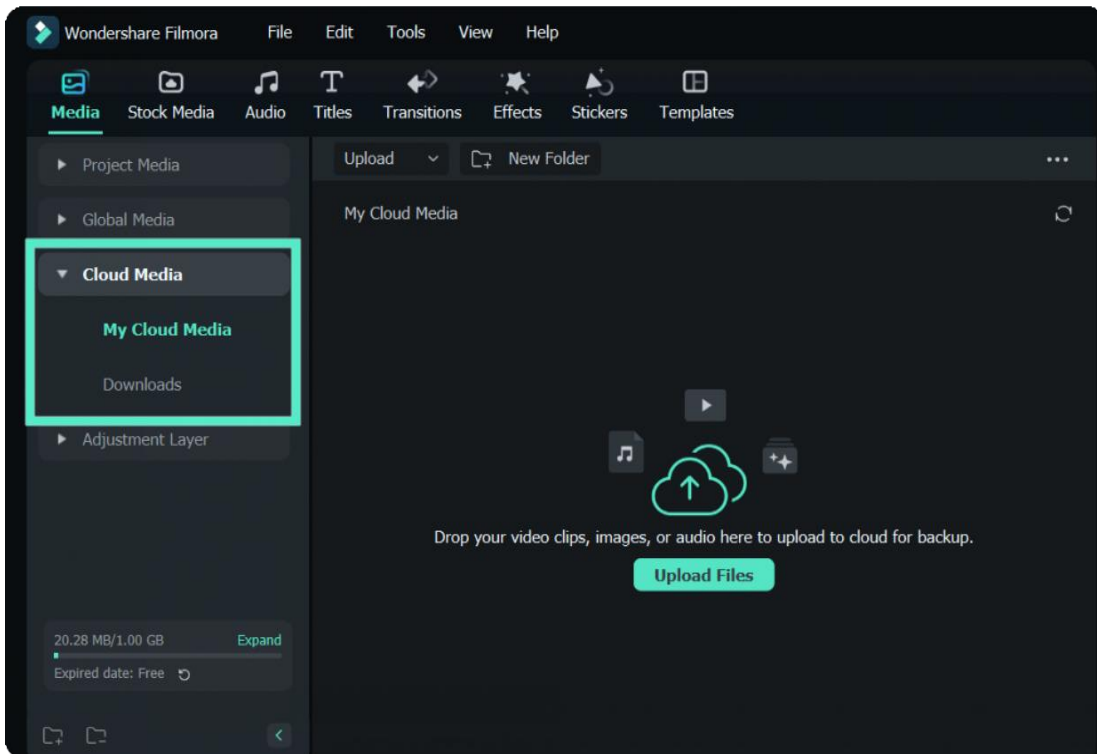 Wondershare Filmora File Edit Tools View Help
Media Stock Media Audio Titles Transitions Effects Stickers Templates
Project Media
Upload New Folder
Global Media
My Cloud Media
Cloud Media
My Cloud Media
Downloads
Adjustment Layer
Drop your video clips, images, or audio here to upload to cloud for backup.
Upload Files
20.28 MB/1.00 GB Expand
Expired date: Free